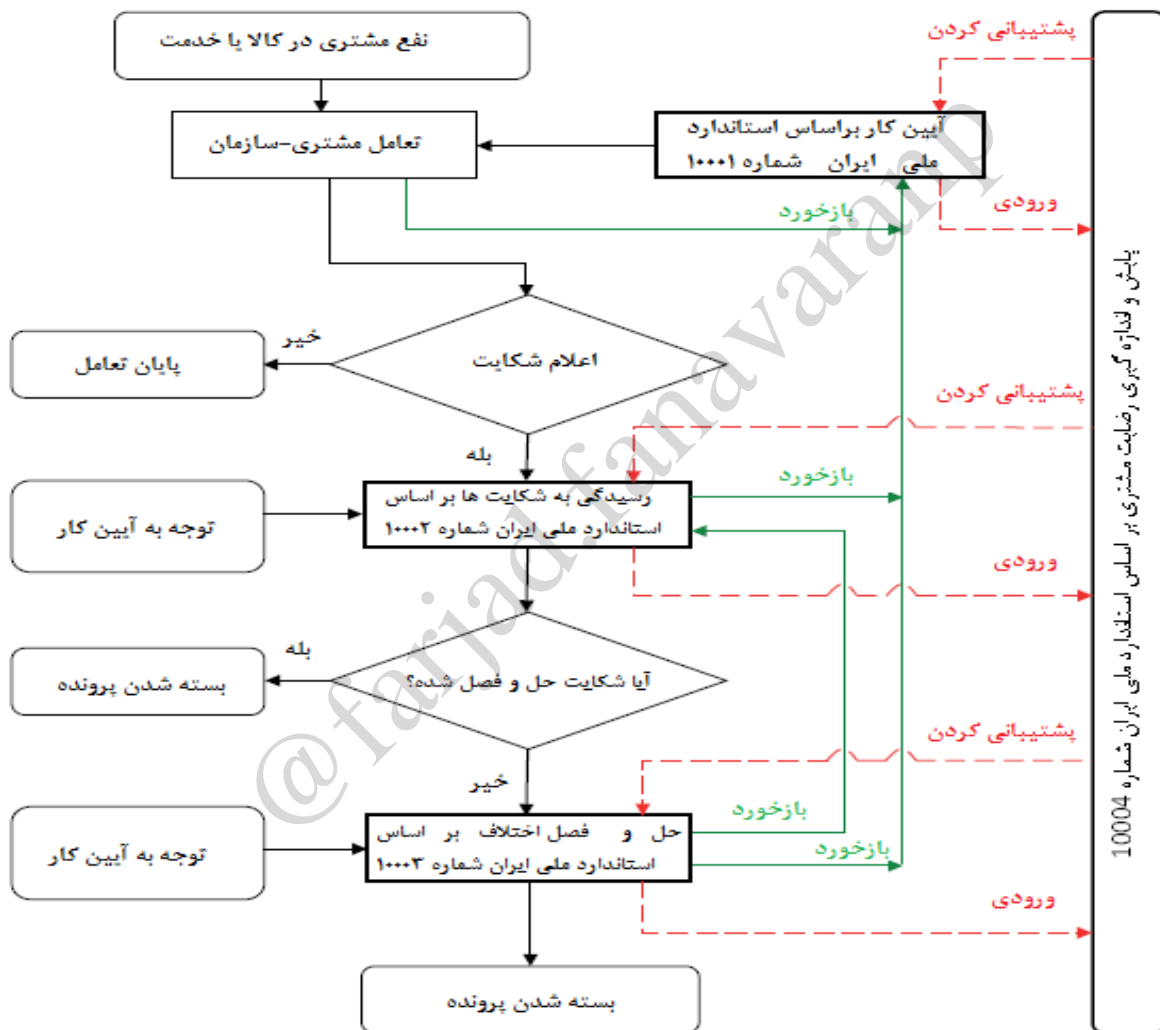 نفع مشتری در کالا یا خدمت
پشتیبانی کردن
تعامل مشتری-سازمان
آیین کار براساس استاندارد
ملی ایران شماره ۱۰۰۰۱
بازخورد
ورودی
اعلام شکایت
خیر
پایان تعامل
پشتیبانی کردن
بله
رسیدگی به شکایت ها بر اساس
استاندارد ملی ایران شماره ۱۰۰۰۲
بازخورد
توجه به آیین کار
ورودی
آیا شکایت حل و فصل شده؟
بله
بسته شدن پرونده
پشتیبانی کردن
خیر
حل و فصل اختلاف بر اساس
استاندارد ملی ایران شماره ۱۰۰۰۳
بازخورد
بازخورد
توجه به آیین کار
ورودی
بسته شدن پرونده
پایش و اندازه گیری رضایت مشتری بر اساس استاندارد ملی ایران شماره 10004
@farjad.fanavaranp